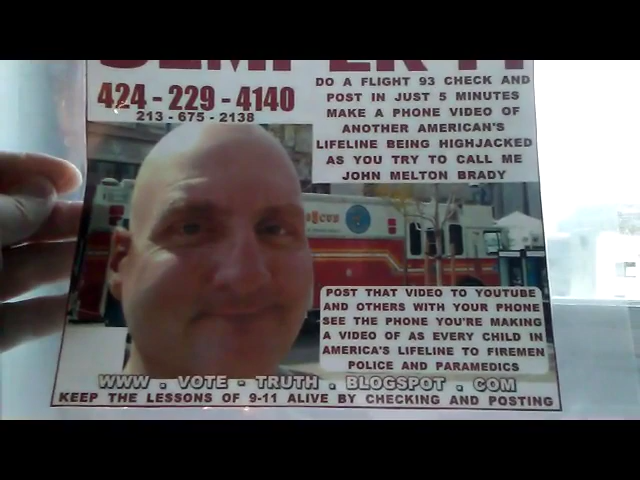 SEMPER FI
424 - 229 - 4140
213 - 675 - 2138
DO A FLIGHT 93 CHECK AND
POST IN JUST 5 MINUTES
MAKE A PHONE VIDEO OF
ANOTHER AMERICAN'S
LIFELINE BEING HIGHJACKED
AS YOU TRY TO CALL ME
JOHN MELTON BRADY
POST THAT VIDEO TO YOUTUBE
AND OTHERS WITH YOUR PHONE
SEE THE PHONE YOU'RE MAKING
A VIDEO OF AS EVERY CHILD IN
AMERICA'S LIFELINE TO FIREMEN
POLICE AND PARAMEDICS
WWW . VOTE - TRUTH . BLOGSPOT . COM
KEEP THE LESSONS OF 9-11 ALIVE BY CHECKING AND POSTING